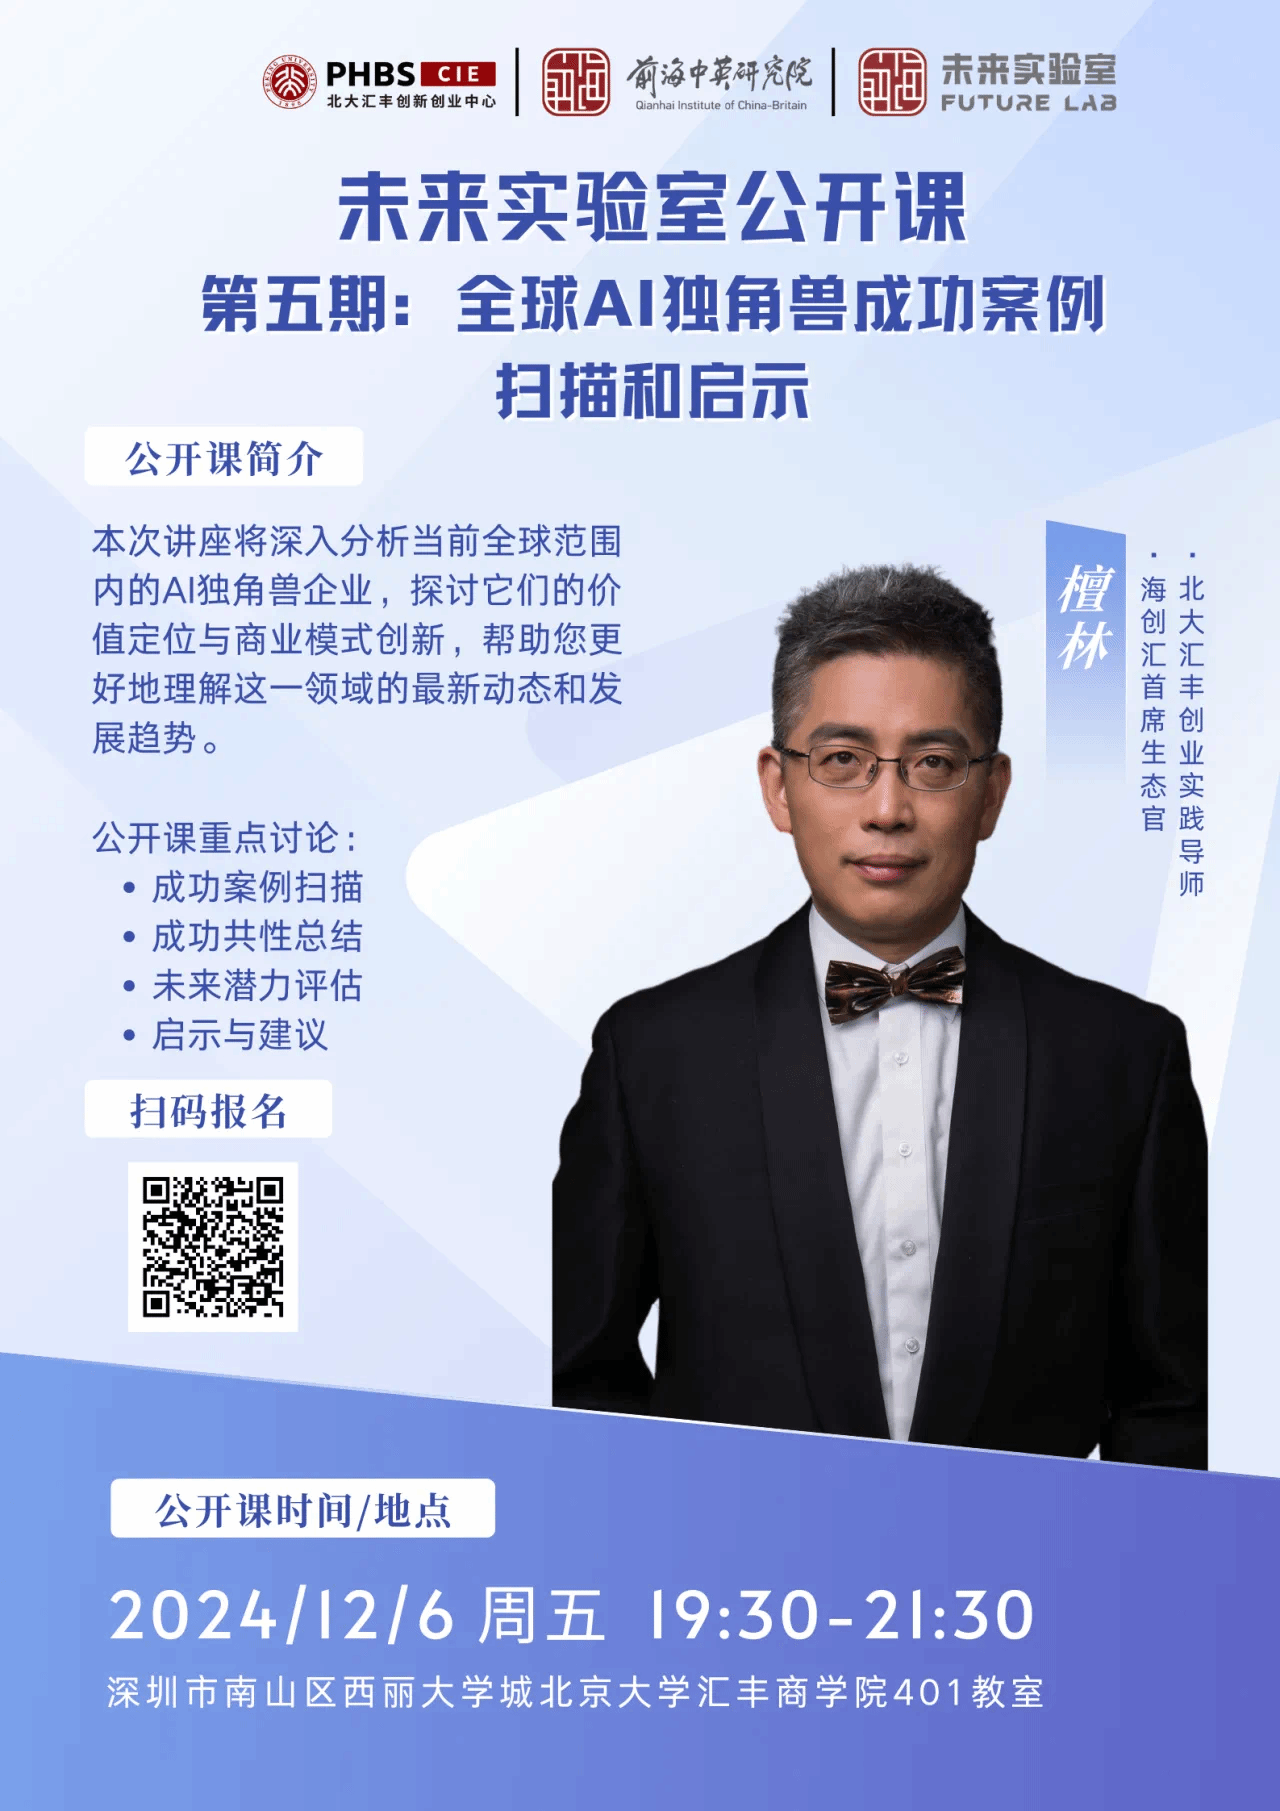 PHBS CIE
北大汇丰创新创业中心
前海中英研究院
Qianhai Institute of China-Britain
未来实验室
FUTURE LAB
未来实验室公开课
第五期：全球AI独角兽成功案例
扫描和启示
公开课简介
本次讲座将深入分析当前全球范围
内的AI独角兽企业，探讨它们的价
值定位与商业模式创新，帮助您更
好地理解这一领域的最新动态和发
展趋势。
公开课重点讨论：
• 成功案例扫描
• 成功共性总结
• 未来潜力评估
• 启示与建议
檀林
· 北大汇丰创业实践导师
· 海创汇首席生态官
扫码报名
公开课时间/地点
2024/12/6 周五 19:30-21:30
深圳市南山区西丽大学城北京大学汇丰商学院401教室